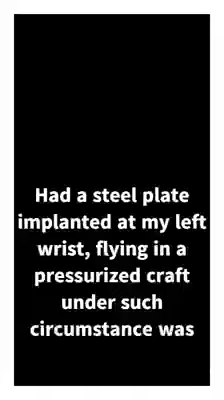 Had a steel plate
implanted at my left
wrist, flying in a
pressurized craft
under such
circumstance was